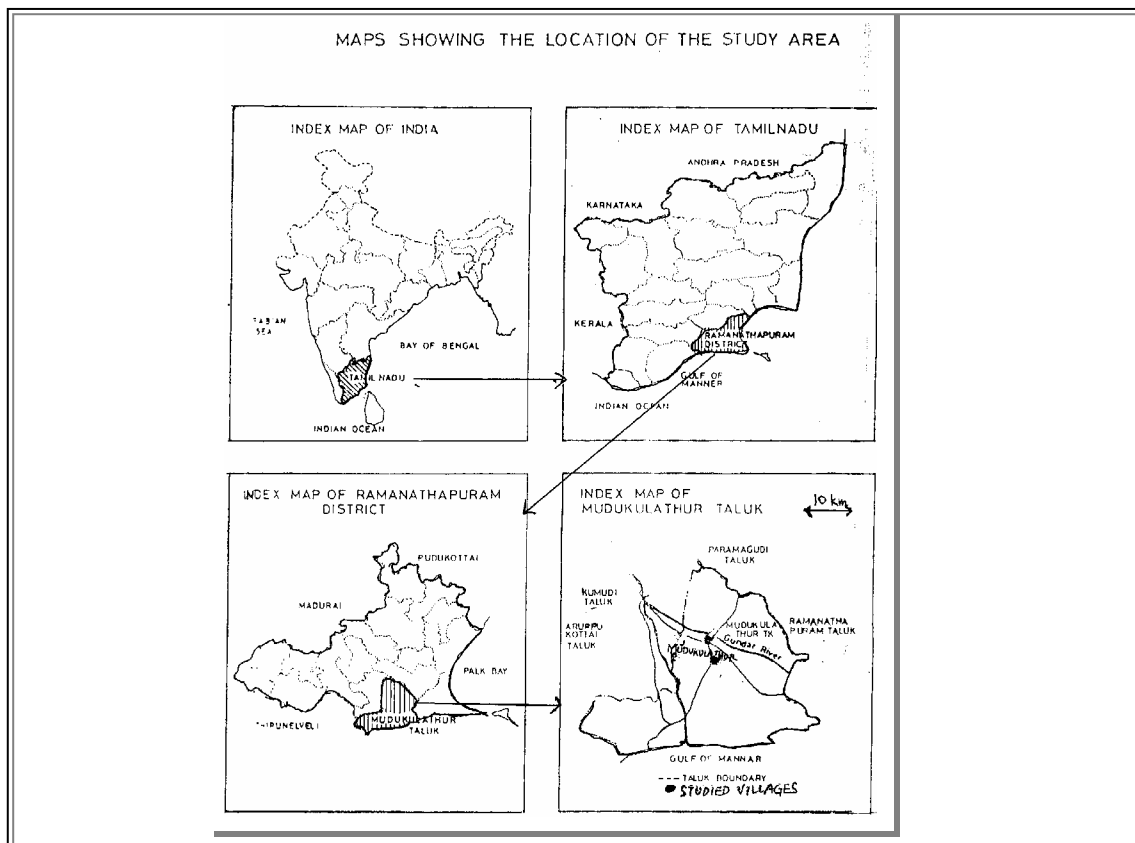 MAPS SHOWING THE LOCATION OF THE STUDY AREA
INDEX MAP OF INDIA
SEA
BAY OF BENGAL
TAMIL NADU
INDIAN OCEAN
INDEX MAP OF TAMILNADU
ANDHRA PRADESH
KARNATAKA
KERALA
RAMANATHAPURAM
DISTRICT
GULF OF
MANNER
INDIAN OCEAN
INDEX MAP OF RAMANATHAPURAM
DISTRICT
PUDUKOTTAI
MADURAI
PALK BAY
MUDUKULATHUR
TALUK
INDEX MAP OF
MUDUKULATHUR TALUK
10 km
PARAMAGUDI
TALUK
KUMUDI
TALUK
KOTTAI
TALUK
MUDUKULA
THUR TK
RAMANATHA
PURAM TALUK
Gundar River
MUDUKULATHUR
GULF OF MANNAR
TALUK BOUNDARY
STUDIED VILLAGES